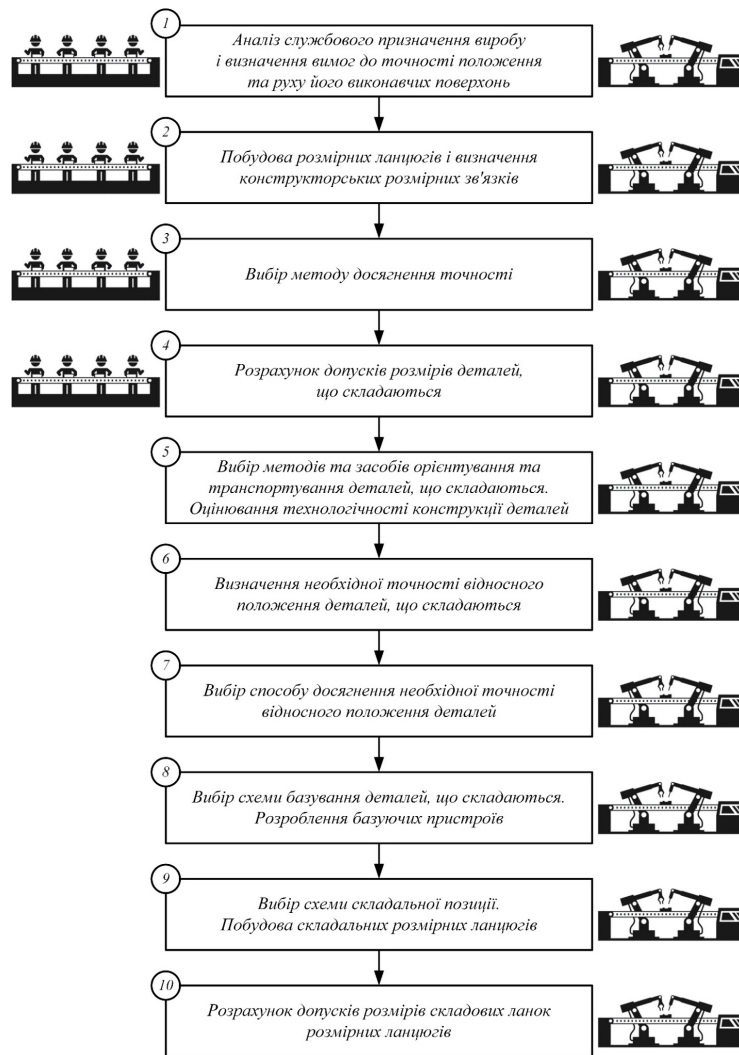 1
Аналіз службового призначення виробу
і визначення вимог до точності положення
та руху його виконавчих поверхонь
2
Побудова розмірних ланцюгів і визначення
конструкторських розмірних зв'язків
3
Вибір методу досягнення точності
4
Розрахунок допусків розмірів деталей,
що складаються
5
Вибір методів та засобів орієнтування та
транспортування деталей, що складаються.
Оцінювання технологічності конструкції деталей
6
Визначення необхідної точності відносного
положення деталей, що складаються
7
Вибір способу досягнення необхідної точності
відносного положення деталей
8
Вибір схеми базування деталей, що складаються.
Розроблення базуючих пристроїв
9
Вибір схеми складальної позиції.
Побудова складальних розмірних ланцюгів
10
Розрахунок допусків розмірів складових ланок
розмірних ланцюгів